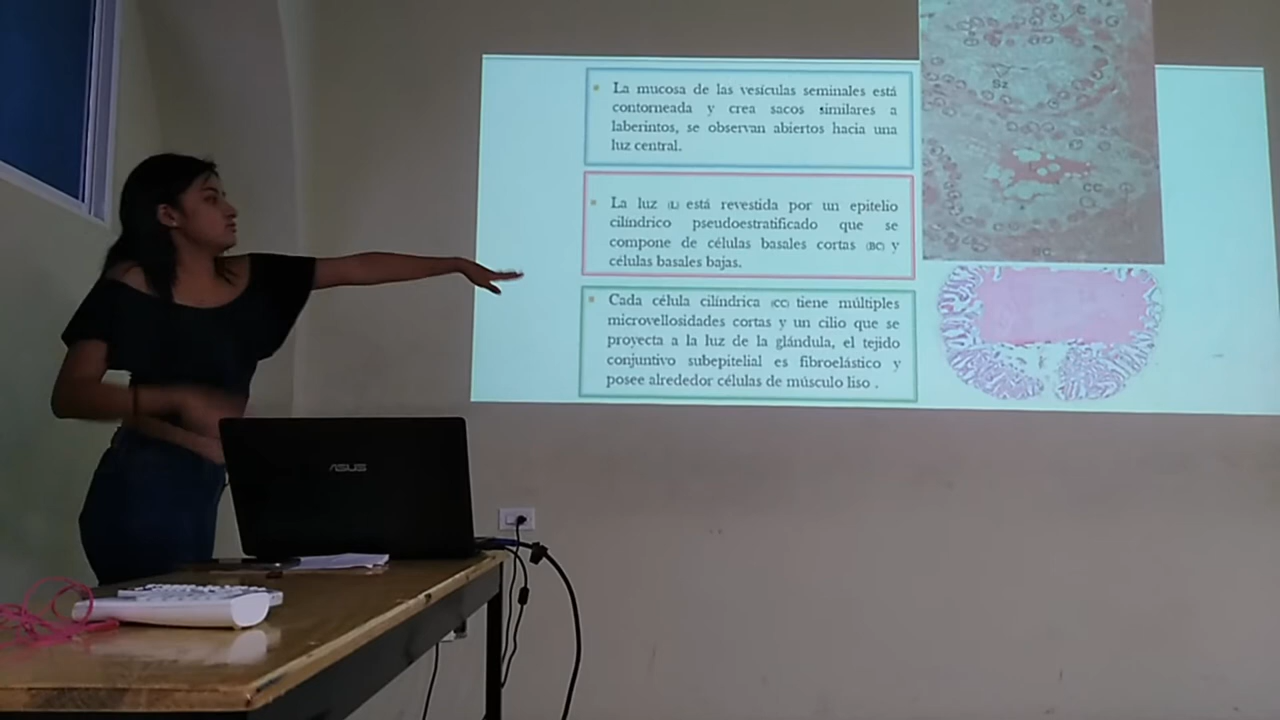 La mucosa de las vesículas seminales está
contorneada y crea sacos similares a
laberintos, se observan abiertos hacia una
luz central.
La luz (L) está revestida por un epitelio
cilíndrico pseudoestratificado que se
compone de células basales cortas (BC) y
células basales bajas.
Cada célula cilíndrica (CC) tiene múltiples
microvellosidades cortas y un cilio que se
proyecta a la luz de la glándula, el tejido
conjuntivo subepitelial es fibroelástico y
posee alrededor células de músculo liso .
Sz
CC
ASUS